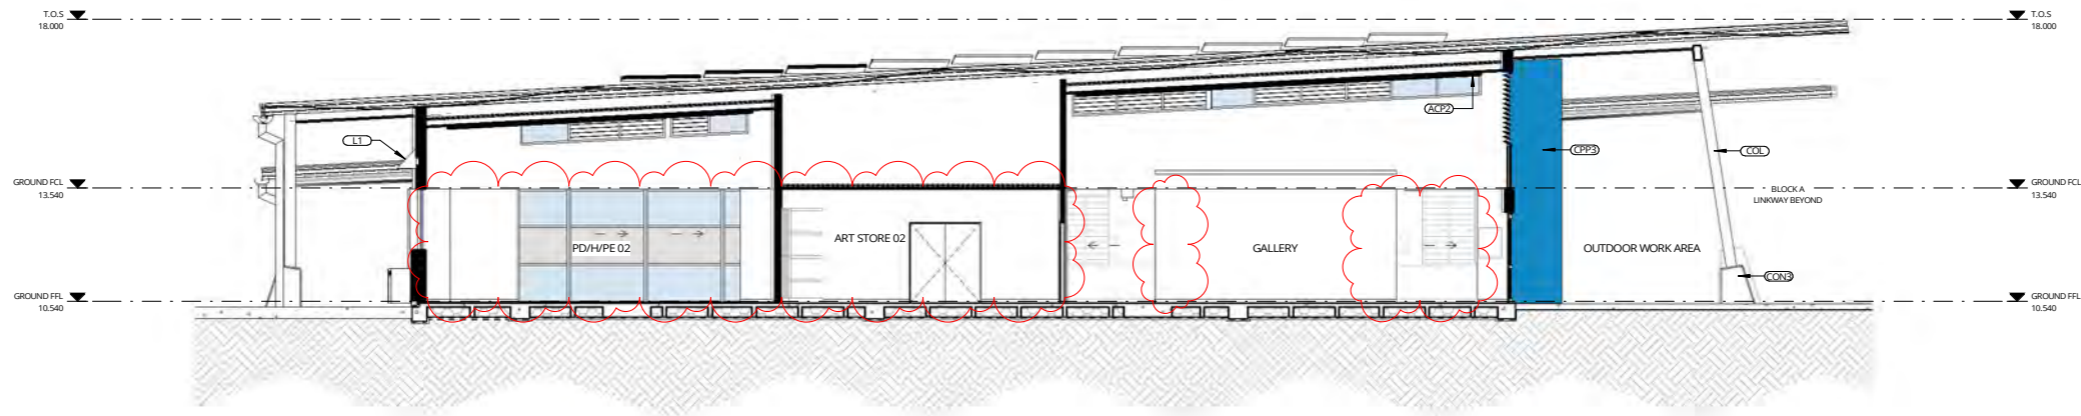 T.O.S
18.000
T.O.S
18.000
ACP2
L1
CPP3
COL
GROUND FCL
13.540
GROUND FCL
13.540
BLOCK A
LINKWAY BEYOND
PD/H/PE 02
ART STORE 02
GALLERY
OUTDOOR WORK AREA
CON3
GROUND FFL
10.540
GROUND FFL
10.540